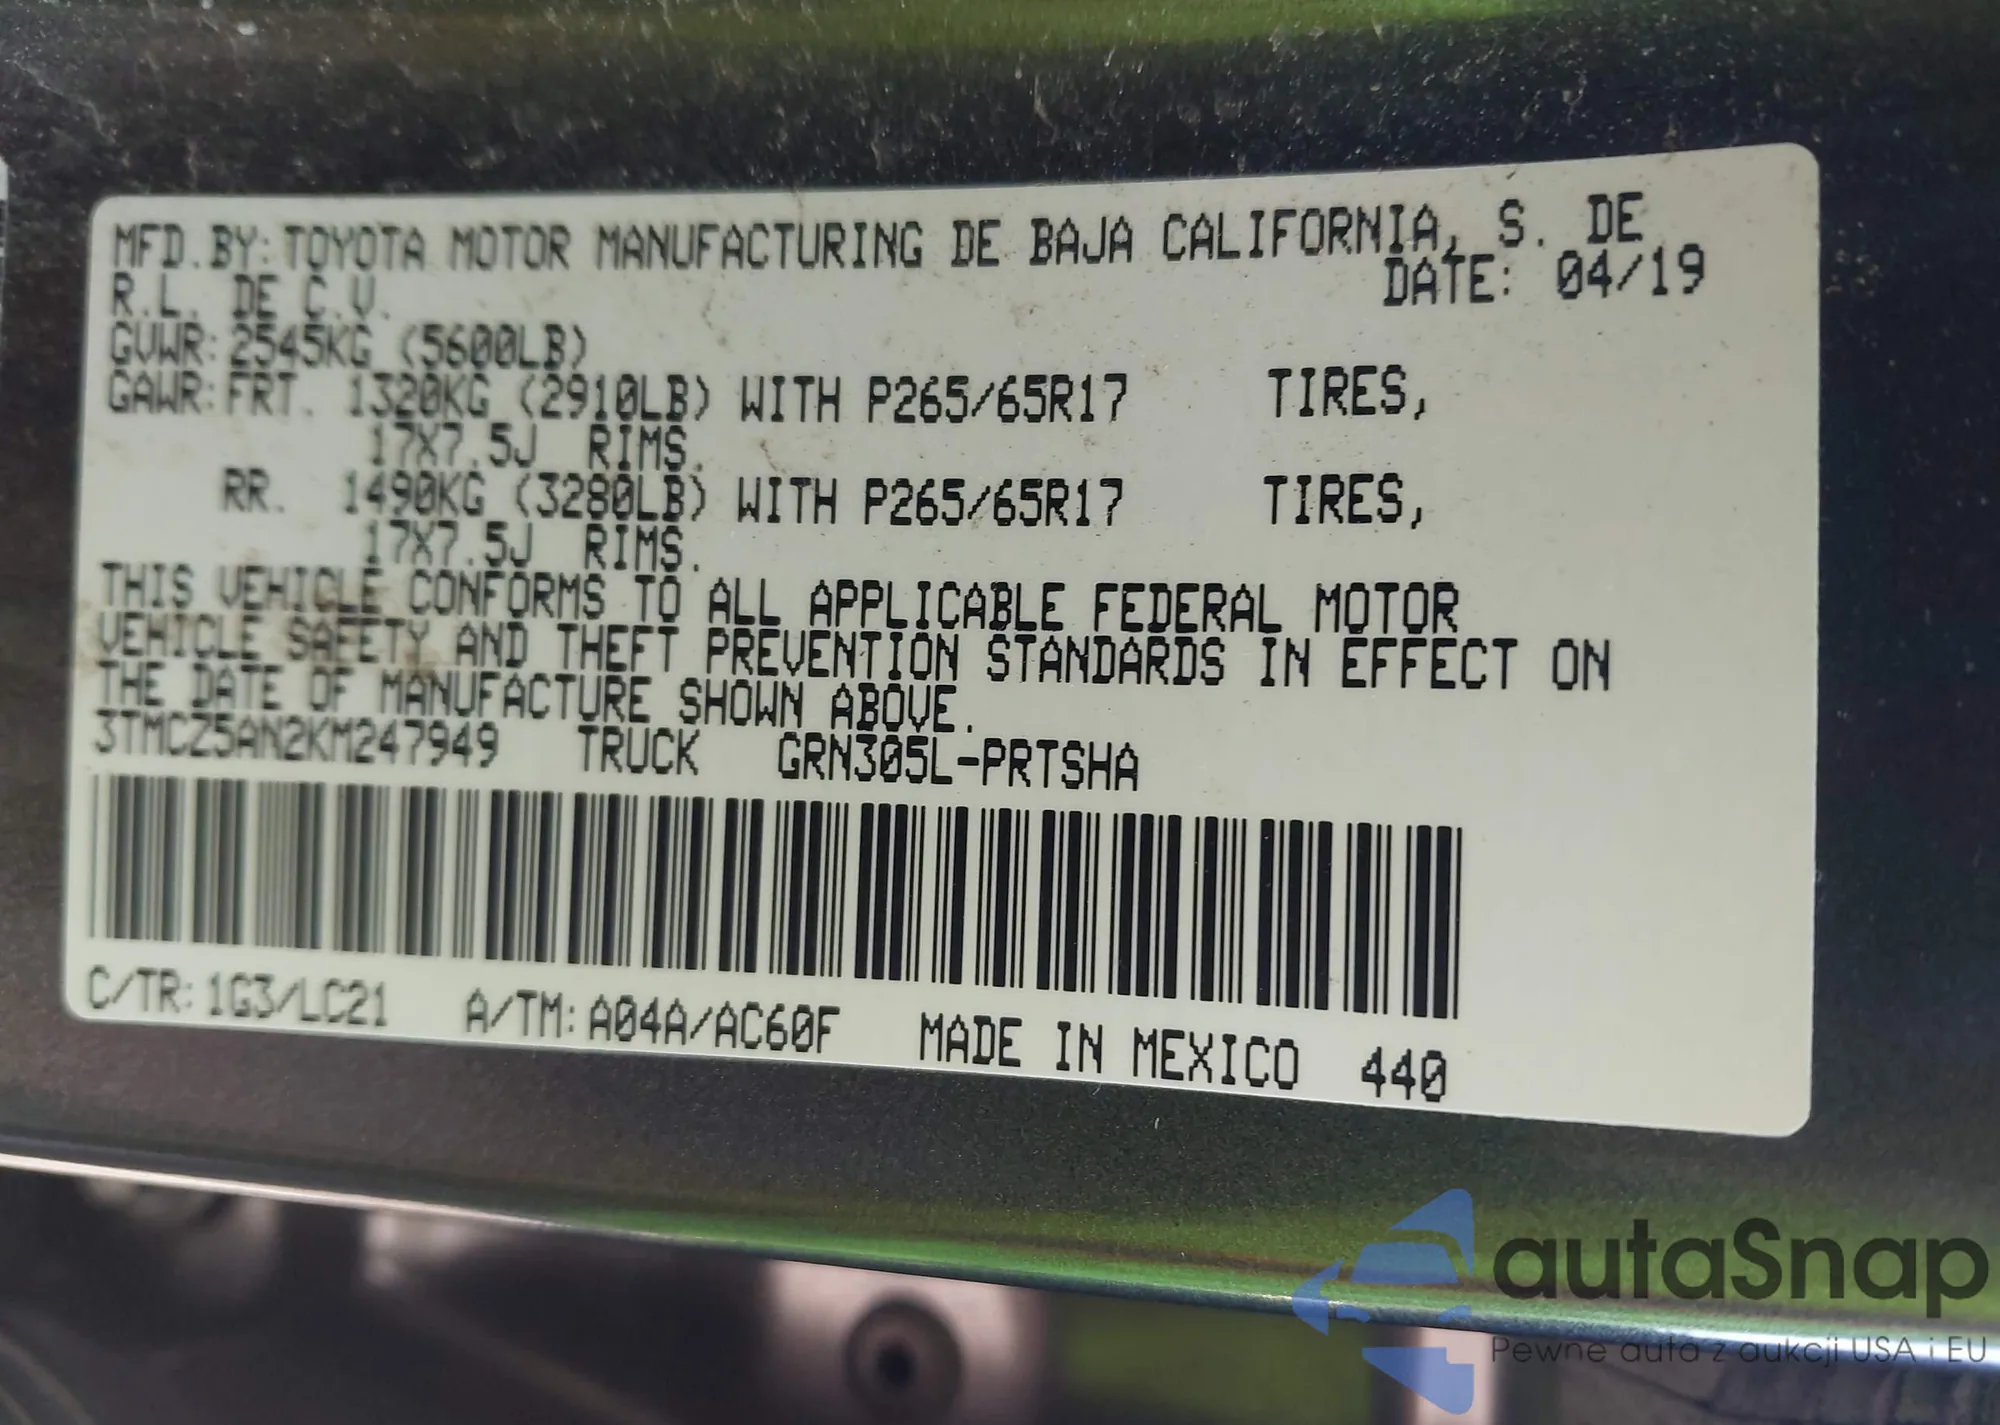 MFD.BY:TOYOTA MOTOR MANUFACTURING DE BAJA CALIFORNIA, S. DE
R.L. DE C.V. DATE: 04/19
GVWR:2545KG (5600LB)
GAWR:FRT. 1320KG (2910LB) WITH P265/65R17 TIRES,
17X7.5J RIMS.
RR. 1490KG (3280LB) WITH P265/65R17 TIRES,
17X7.5J RIMS.
THIS VEHICLE CONFORMS TO ALL APPLICABLE FEDERAL MOTOR
VEHICLE SAFETY AND THEFT PREVENTION STANDARDS IN EFFECT ON
THE DATE OF MANUFACTURE SHOWN ABOVE.
3TMCZ5AN2KM247949 TRUCK GRN305L-PRTSHA
C/TR:1G3/LC21 A/TM:A04A/AC60F MADE IN MEXICO 440
autaSnap
Pewne auta z aukcji USA i EU